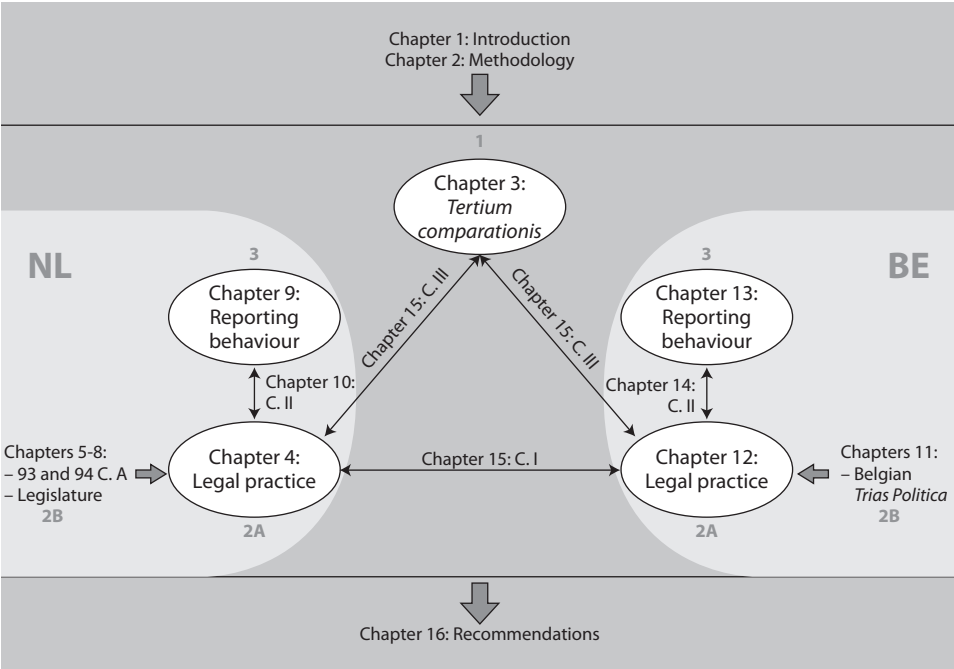 Chapter 1: Introduction
Chapter 2: Methodology
1
Chapter 3:
Tertium
comparationis
NL
BE
3
Chapter 9:
Reporting
behaviour
3
Chapter 13:
Reporting
behaviour
Chapter 15: C. III
Chapter 15: C. III
Chapter 10:
C. II
Chapter 14:
C. II
Chapters 5-8:
– 93 and 94 C. A
– Legislature
2B
Chapter 4:
Legal practice
2A
Chapter 15: C. I
Chapter 12:
Legal practice
2A
Chapters 11:
– Belgian
Trias Politica
2B
Chapter 16: Recommendations